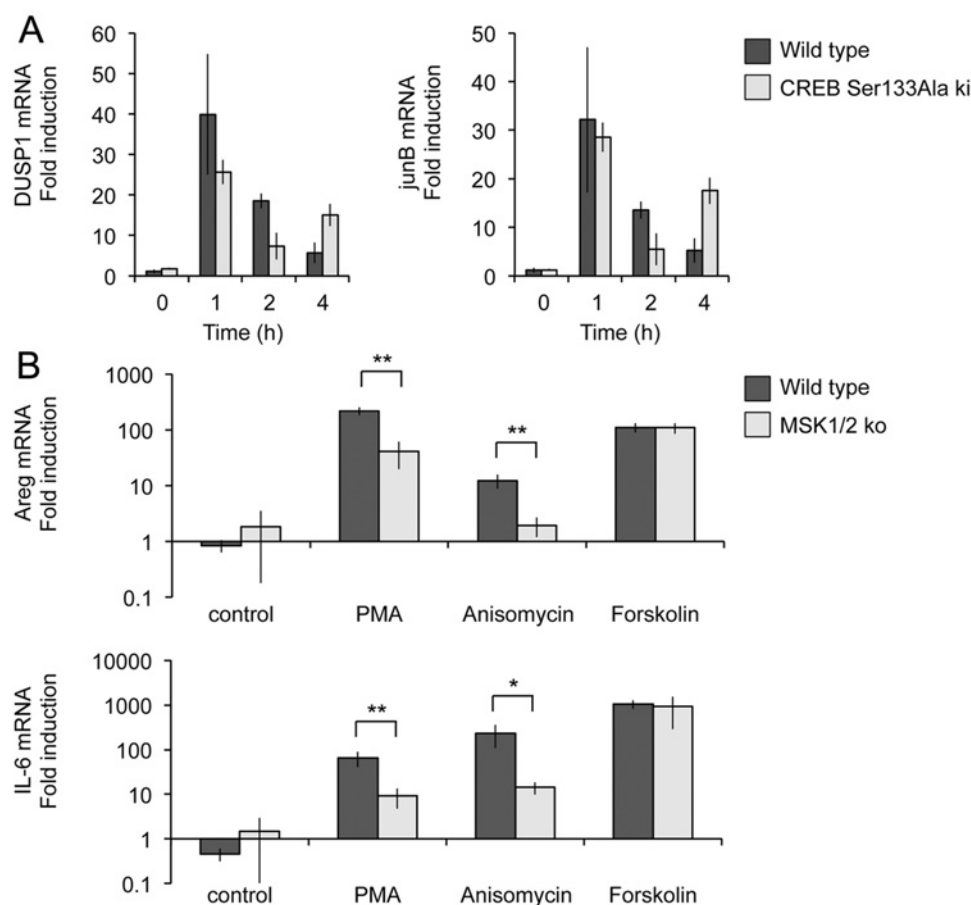 A
DUSP1 mRNA
Fold induction
60
50
40
30
20
10
0
0 1 2 4
Time (h)
junB mRNA
Fold induction
50
40
30
20
10
0
0 1 2 4
Time (h)
Wild type
CREB Ser133Ala ki
B
Areg mRNA
Fold induction
1000
100
10
1
0.1
**
**
control PMA Anisomycin Forskolin
Wild type
MSK1/2 ko
IL-6 mRNA
Fold induction
10000
1000
100
10
1
0.1
**
*
control PMA Anisomycin Forskolin